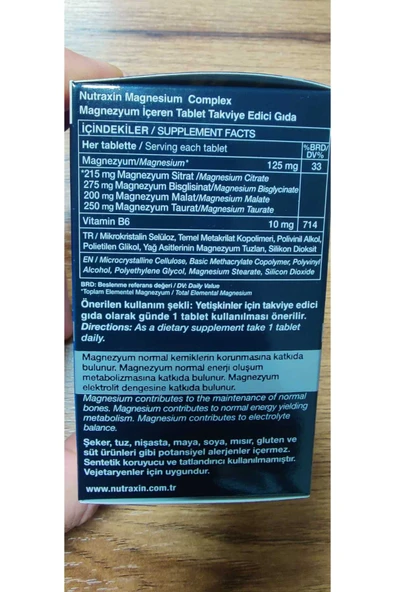 Nutraxin Magnesium Complex
Magnezyum İçeren Tablet Takviye Edici Gıda
İÇİNDEKİLER / SUPPLEMENT FACTS
Her tablette / Serving each tablet %BRD/ DV%
Magnezyum/Magnesium* 125 mg 33
*215 mg Magnezyum Sitrat /Magnesium Citrate
275 mg Magnezyum Bisglisinat/Magnesium Bisglycinate
200 mg Magnezyum Malat/Magnesium Malate
250 mg Magnezyum Taurat/Magnesium Taurate
Vitamin B6 10 mg 714
TR / Mikrokristalin Selüloz, Temel Metakrilat Kopolimeri, Polivinil Alkol,
Polietilen Glikol, Yağ Asitlerinin Magnezyum Tuzları, Silikon Dioksit
EN / Microcrystalline Cellulose, Basic Methacrylate Copolymer, Polyvinyl
Alcohol, Polyethylene Glycol, Magnesium Stearate, Silicon Dioxide
BRD: Beslenme referans değeri / DV: Daily Value
*Toplam Elementel Magnezyum / Total Elemental Magnesium
Önerilen kullanım şekli: Yetişkinler için takviye edici
gıda olarak günde 1 tablet kullanılması önerilir.
Directions: As a dietary supplement take 1 tablet
daily.
Magnezyum normal kemiklerin korunmasına katkıda
bulunur. Magnezyum normal enerji oluşum
metabolizmasına katkıda bulunur. Magnezyum
elektrolit dengesine katkıda bulunur.
Magnesium contributes to the maintenance of normal
bones. Magnesium contributes to normal energy yielding
metabolism. Magnesium contributes to electrolyte
balance.
Şeker, tuz, nişasta, maya, soya, mısır, gluten ve
süt ürünleri gibi potansiyel alerjenler içermez.
Sentetik koruyucu ve tatlandırıcı kullanılmamıştır.
Vejetaryenler için uygundur.
www.nutraxin.com.tr